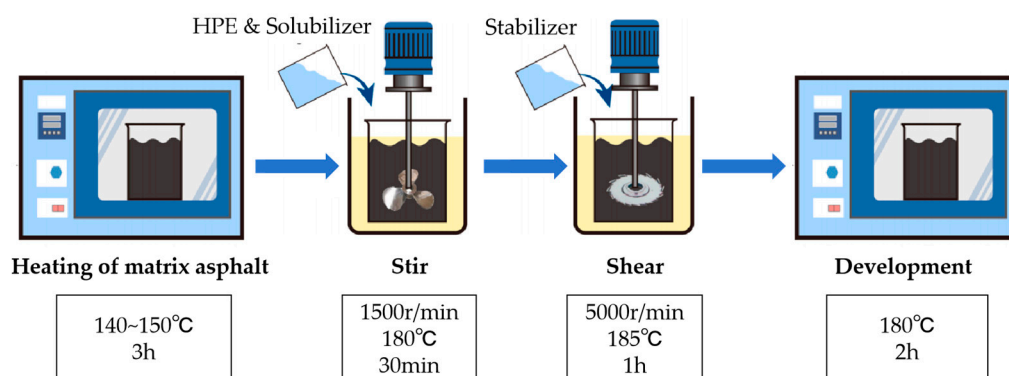 HPE & Solubilizer
Stabilizer
Heating of matrix asphalt
Stir
Shear
Development
140~150℃
3h
1500r/min
180℃
30min
5000r/min
185℃
1h
180℃
2h